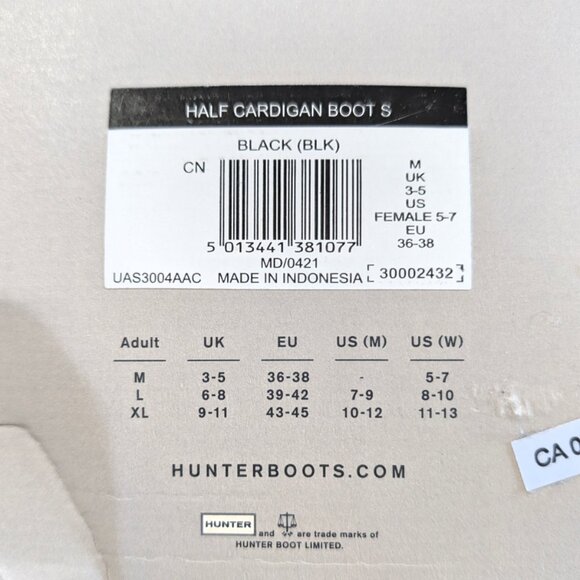 HALF CARDIGAN BOOT S
BLACK (BLK)
CN
M
UK
3-5
US
FEMALE 5-7
EU
36-38
5 013441 381077
MD/0421
UAS3004AAC MADE IN INDONESIA 30002432
Adult UK EU US (M) US (W)
M 3-5 36-38 - 5-7
L 6-8 39-42 7-9 8-10
XL 9-11 43-45 10-12 11-13
CA 0
HUNTERBOOTS.COM
HUNTER and are trade marks of
HUNTER BOOT LIMITED.